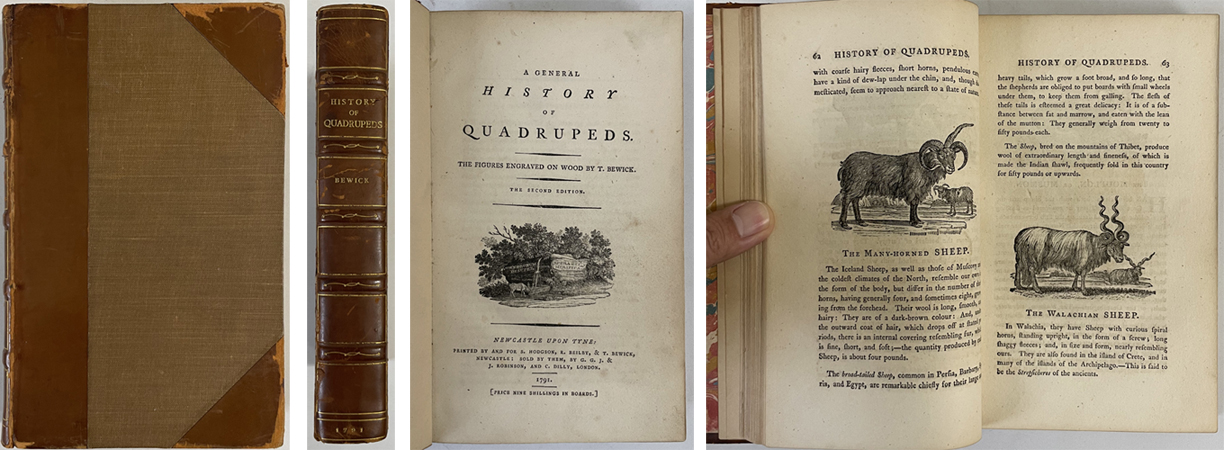 HISTORY
OF
QUADRUPEDS
BEWICK
1791
A GENERAL
HISTORY
OF
QUADRUPEDS.
THE FIGURES ENGRAVED ON WOOD BY T. BEWICK.
THE SECOND EDITION.
NEWCASTLE UPON TYNE:
PRINTED BY AND FOR S. HODGSON, R. BEILBY, & T. BEWICK,
NEWCASTLE: SOLD BY THEM, BY G. G. J. &
J. ROBINSON, AND C. DILLY, LONDON.
1791.
[PRICE NINE SHILLINGS IN BOARDS.]
62 HISTORY OF QUADRUPEDS.
with coarſe hairy fleeces, ſhort horns, pendulous ears,
have a kind of dew-lap under the chin, and, though
meſticated, ſeem to approach neareſt to a ſtate of
The Many-horned SHEEP.
The Iceland Sheep, as well as thoſe of Muſcovy
the coldeſt climates of the North, reſemble our own
the form of the body, but differ in the number of
horns, having generally four, and ſometimes eight,
ing from the forehead. Their wool is long, ſmooth,
hairy: They are of a dark-brown colour: And,
the outward coat of hair, which drops off at ſtated
riods, there is an internal covering reſembling fur,
is fine, ſhort, and ſoft;—the quantity produced by
Sheep, is about four pounds.
The broad-tailed Sheep, common in Perſia, Barbary,
ria, and Egypt, are remarkable chiefly for their large
HISTORY OF QUADRUPEDS. 63
heavy tails, which grow a foot broad, and ſo long, that
the ſhepherds are obliged to put boards with ſmall wheels
under them, to keep them from galling. The fleſh of
theſe tails is eſteemed a great delicacy: It is of a ſub-
ſtance between fat and marrow, and eaten with the lean
of the mutton: They generally weigh from twenty to
fifty pounds each.
The Sheep, bred on the mountains of Thibet, produce
wool of extraordinary length and fineneſs, of which is
made the Indian ſhawl, frequently ſold in this country
for fifty pounds or upwards.
The Walachian SHEEP.
In Walachia, they have Sheep with curious ſpiral
horns, ſtanding upright, in the form of a ſcrew; long
ſhaggy fleeces; and, in ſize and form, nearly reſembling
ours. They are alſo found in the iſland of Crete, and in
many of the iſlands of the Archipelago.—This is ſaid to
be the Strepſicheros of the ancients.